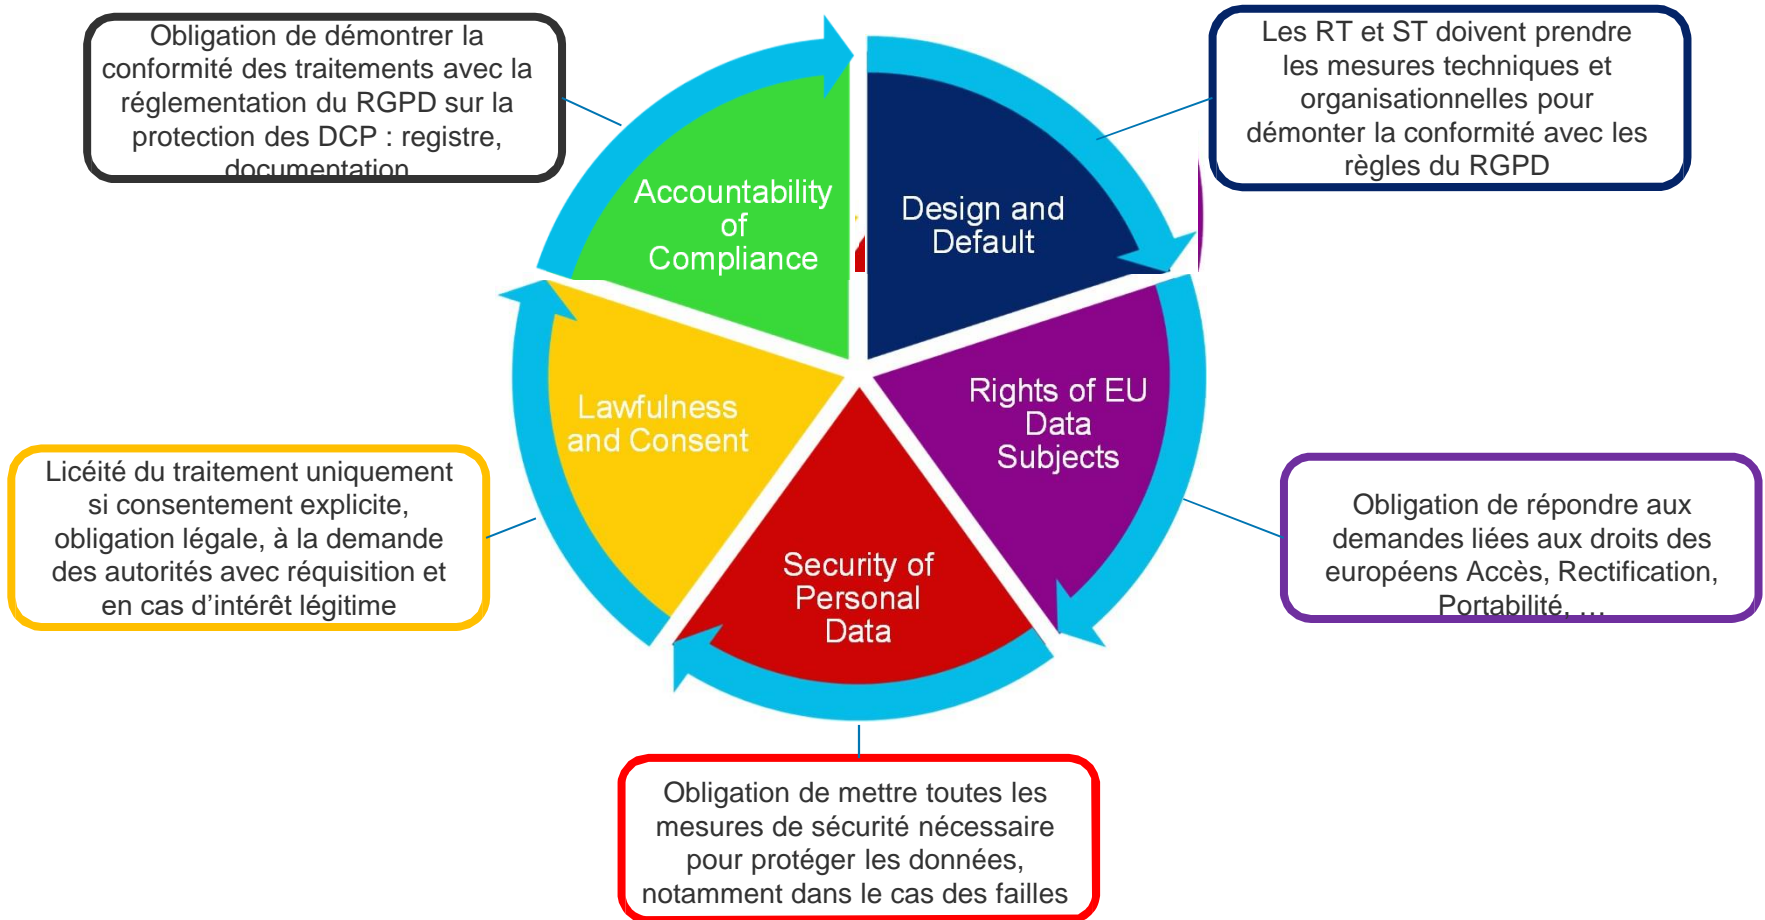 Obligation de démontrer la
conformité des traitements avec la
réglementation du RGPD sur la
protection des DCP : registre,
documentation
Les RT et ST doivent prendre
les mesures techniques et
organisationnelles pour
démonter la conformité avec les
règles du RGPD
Accountability
of
Compliance
Design and
Default
Rights of EU
Data
Subjects
Security of
Personal
Data
Lawfulness
and Consent
Licéité du traitement uniquement
si consentement explicite,
obligation légale, à la demande
des autorités avec réquisition et
en cas d’intérêt légitime
Obligation de répondre aux
demandes liées aux droits des
européens Accès, Rectification,
Portabilité, …
Obligation de mettre toutes les
mesures de sécurité nécessaire
pour protéger les données,
notamment dans le cas des failles